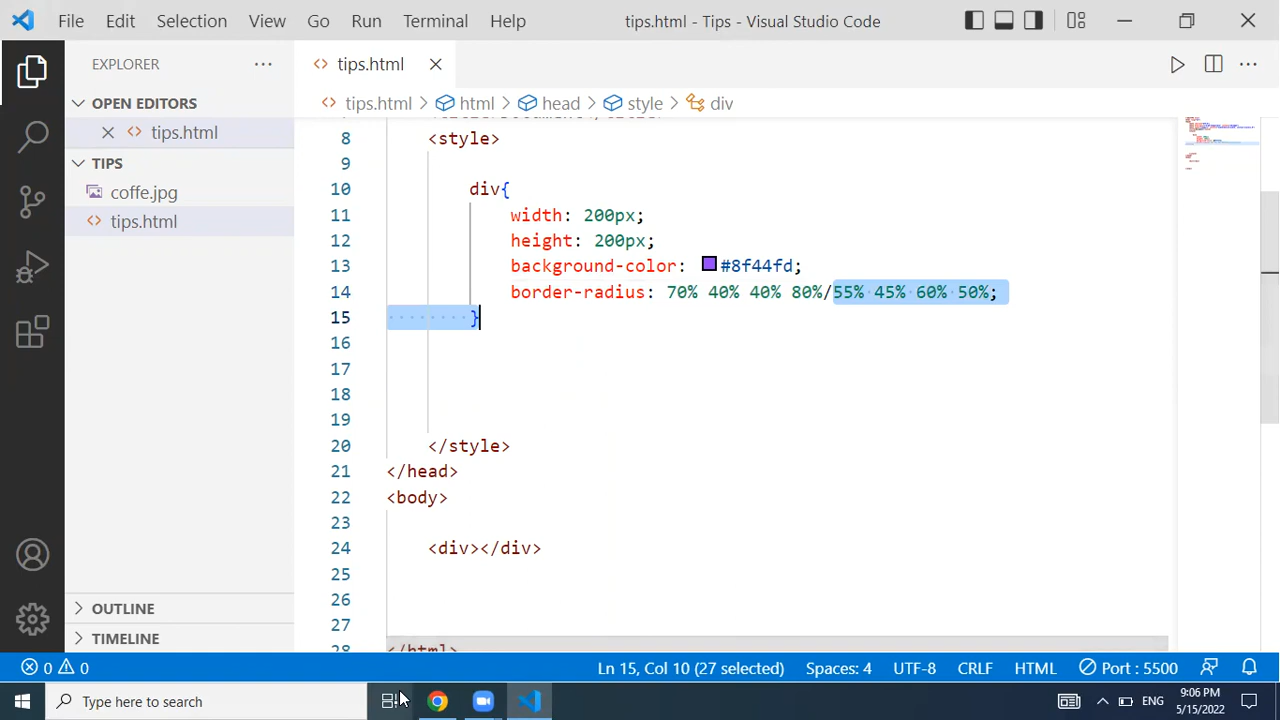 File Edit Selection View Go Run Terminal Help tips.html - Tips - Visual Studio Code
EXPLORER
tips.html
OPEN EDITORS
tips.html > html > head > style > div
tips.html
TIPS
coffe.jpg
tips.html
8 <style>
9
10 div{
11 width: 200px;
12 height: 200px;
13 background-color: #8f44fd;
14 border-radius: 70% 40% 40% 80%/55% 45% 60% 50%;
15 }
16
17
18
19
20 </style>
21 </head>
22 <body>
23
24 <div></div>
25
26
27
28 </html>
OUTLINE
TIMELINE
0 0 Ln 15, Col 10 (27 selected) Spaces: 4 UTF-8 CRLF HTML Port : 5500
Type here to search ENG 9:06 PM
5/15/2022